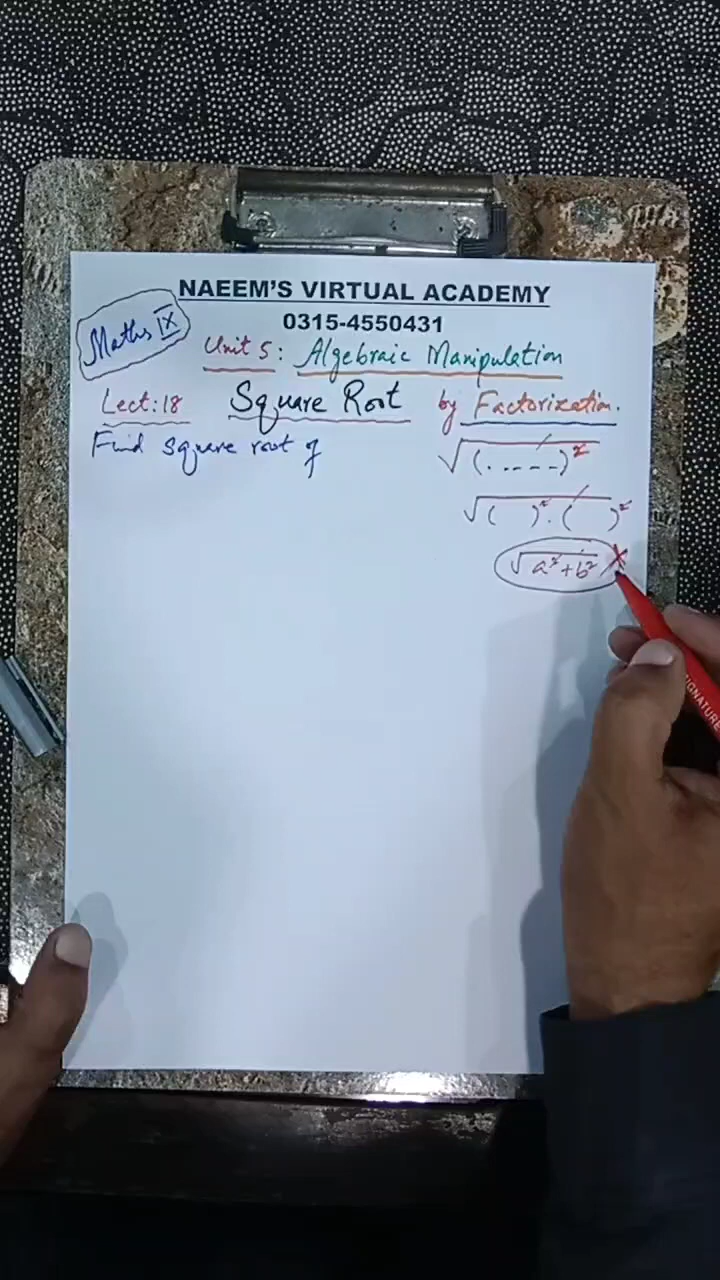 NAEEM'S VIRTUAL ACADEMY
0315-4550431
Maths IX
Unit 5: Algebraic Manipulation
Lect:18 Square Root by Factorization.
Find square root of
√(.----)²
√( )².( )²
√a²+b² ×
SIGNATURE